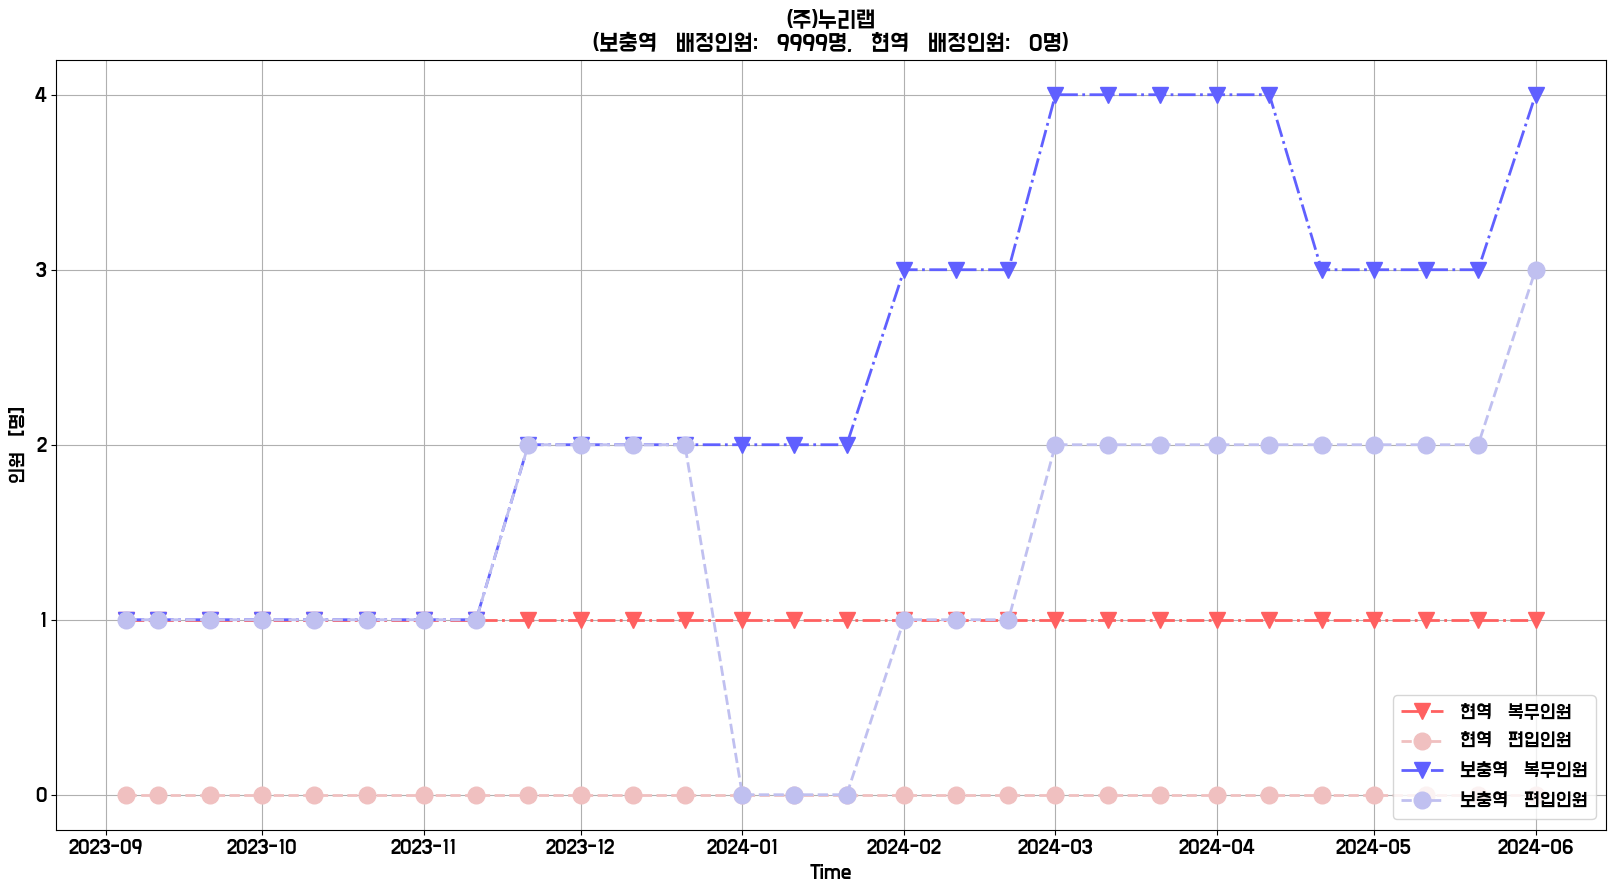 (주)누리랩
(보충역 배정인원: 9999명, 현역 배정인원: 0명)
4
3
2
1
0
인원 [명]
2023-09 2023-10 2023-11 2023-12 2024-01 2024-02 2024-03 2024-04 2024-05 2024-06
Time
현역 복무인원
현역 편입인원
보충역 복무인원
보충역 편입인원